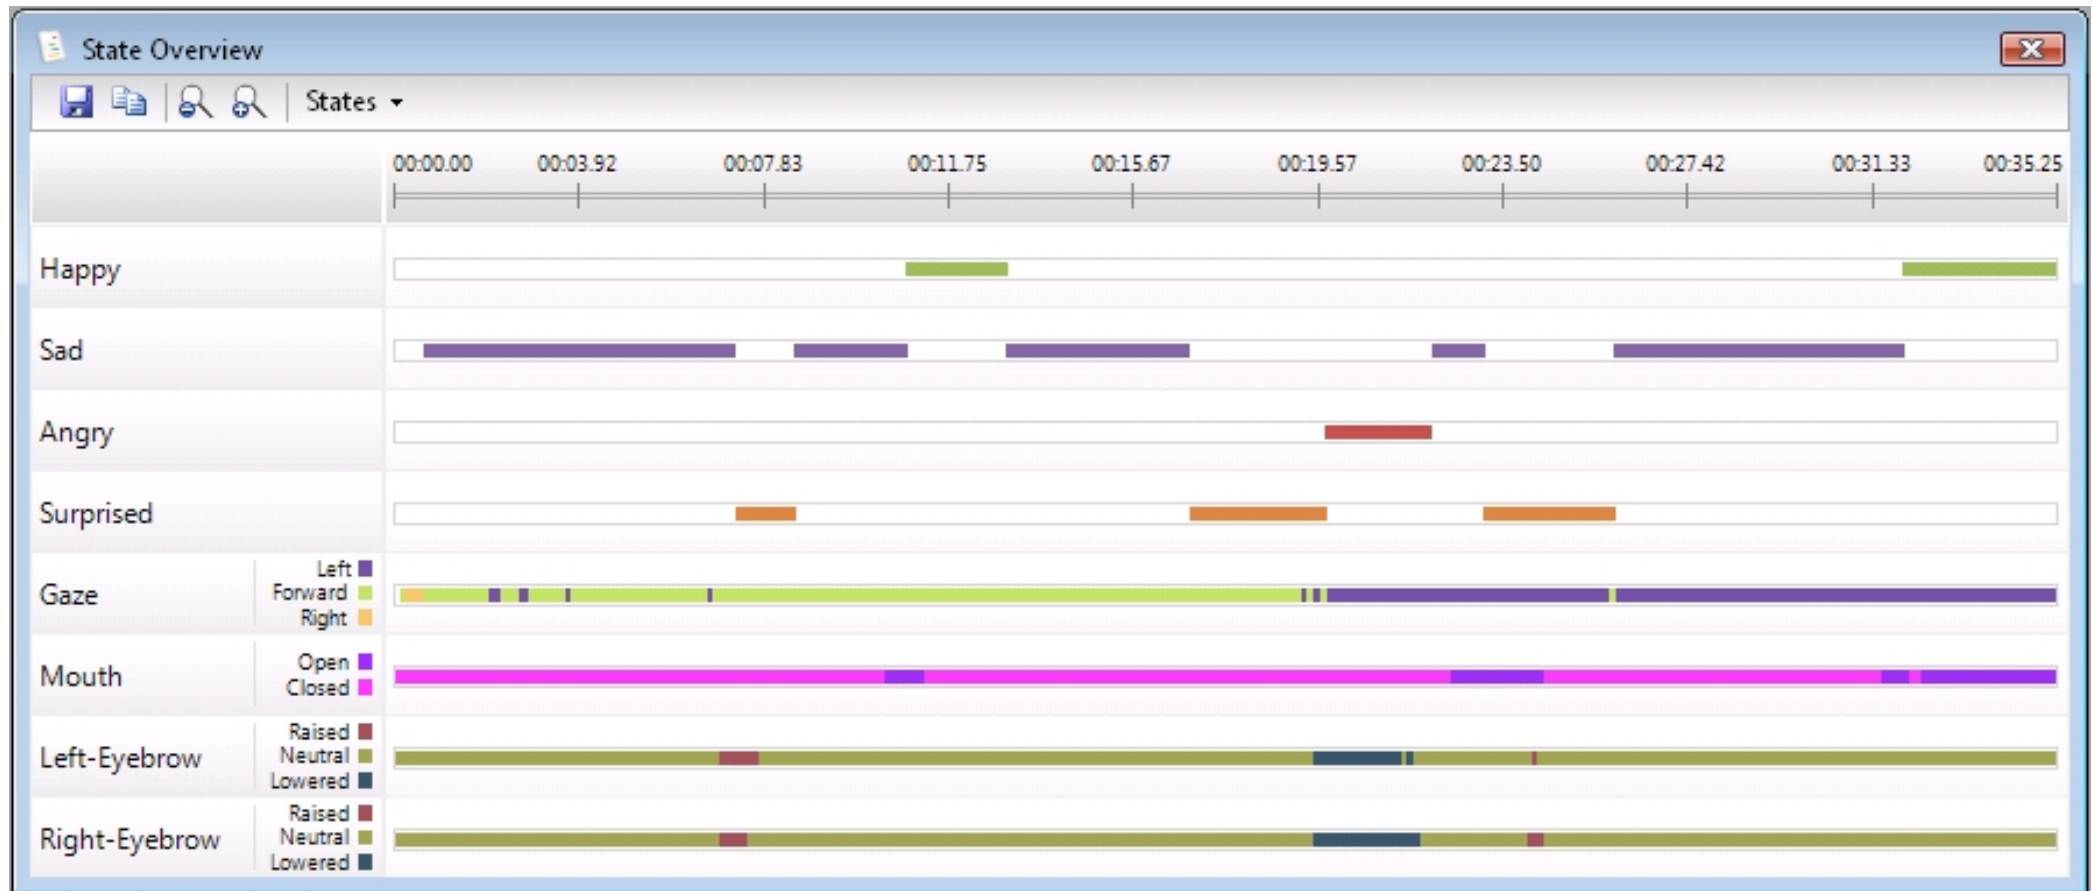 State Overview
States
00:00.00 00:03.92 00:07.83 00:11.75 00:15.67 00:19.57 00:23.50 00:27.42 00:31.33 00:35.25
Happy
Sad
Angry
Surprised
Gaze
Left
Forward
Right
Mouth
Open
Closed
Left-Eyebrow
Raised
Neutral
Lowered
Right-Eyebrow
Raised
Neutral
Lowered